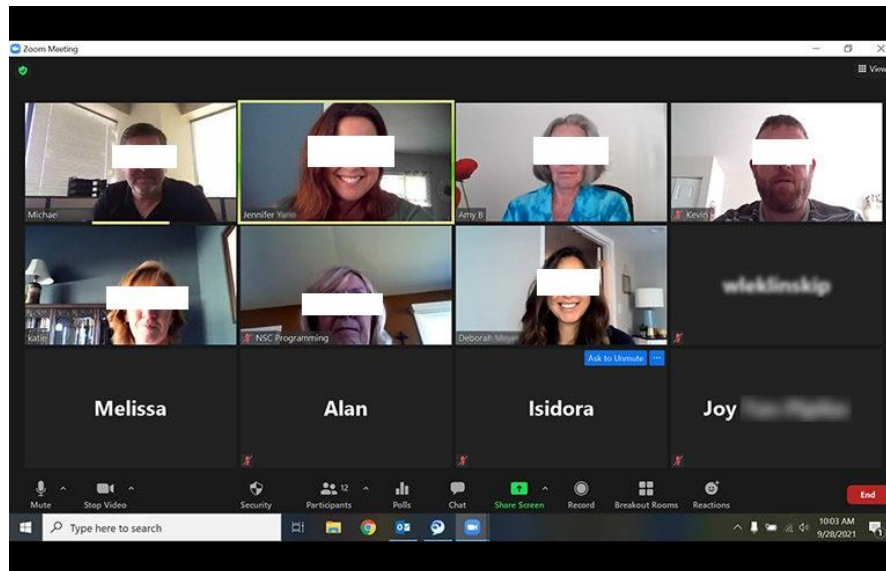 Zoom Meeting
View
Michael
Jennifer
Amy B
Kevin
katie
NSC Programming
Deborah
Ask to Unmute ...
Melissa
Alan
Isidora
Joy
12
Mute
Stop Video
Security
Participants
Polls
Chat
Share Screen
Record
Breakout Rooms
Reactions
End
Type here to search
10:03 AM
9/28/2021